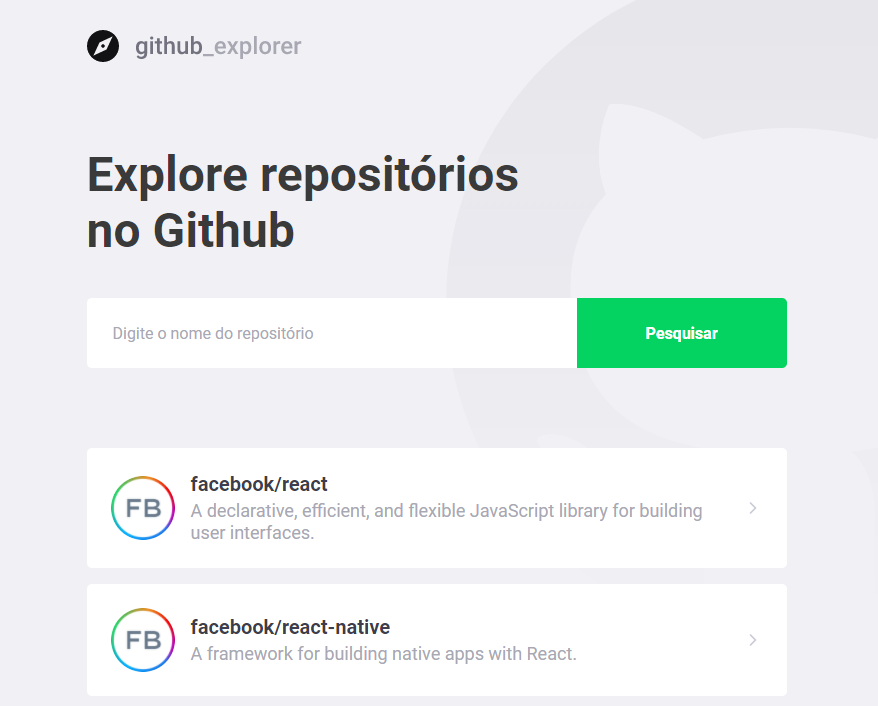 github_explorer
Explore repositórios
no Github
Digite o nome do repositório
Pesquisar
facebook/react
FB
A declarative, efficient, and flexible JavaScript library for building
user interfaces.
facebook/react-native
FB
A framework for building native apps with React.